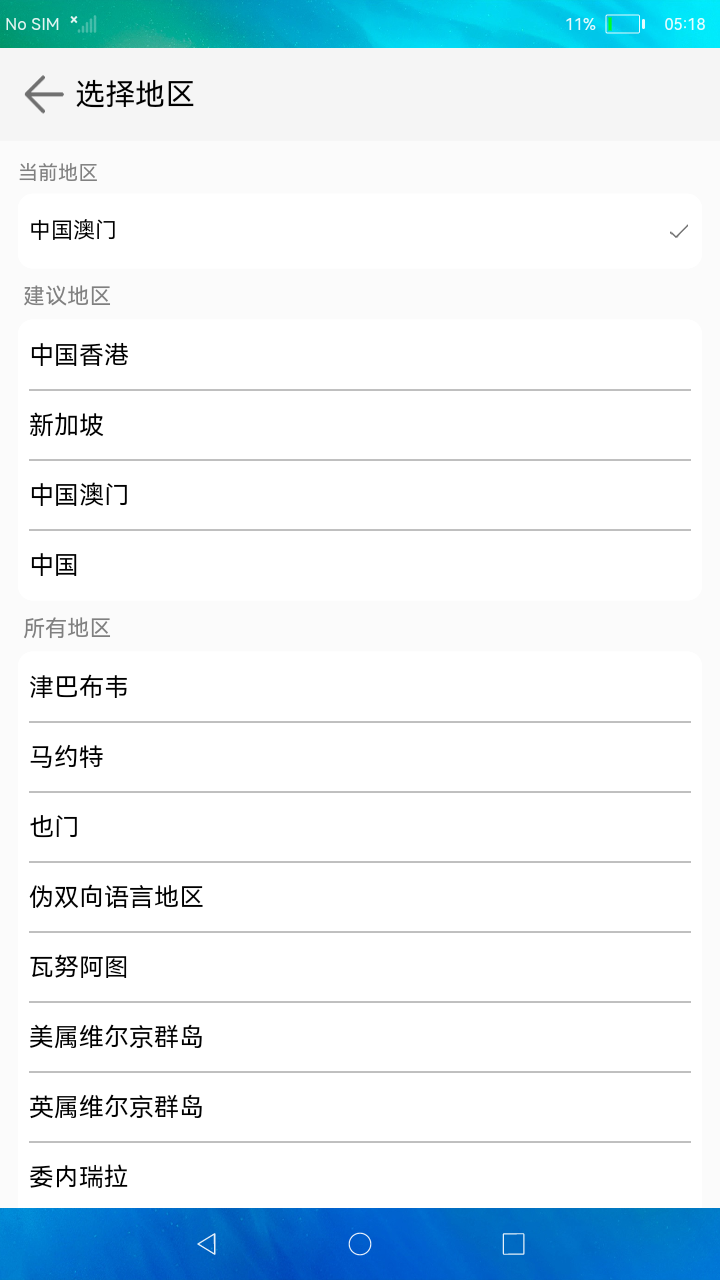 No SIM 11% 05:18
选择地区
当前地区
中国澳门
建议地区
中国香港
新加坡
中国澳门
中国
所有地区
津巴布韦
马约特
也门
伪双向语言地区
瓦努阿图
美属维尔京群岛
英属维尔京群岛
委内瑞拉